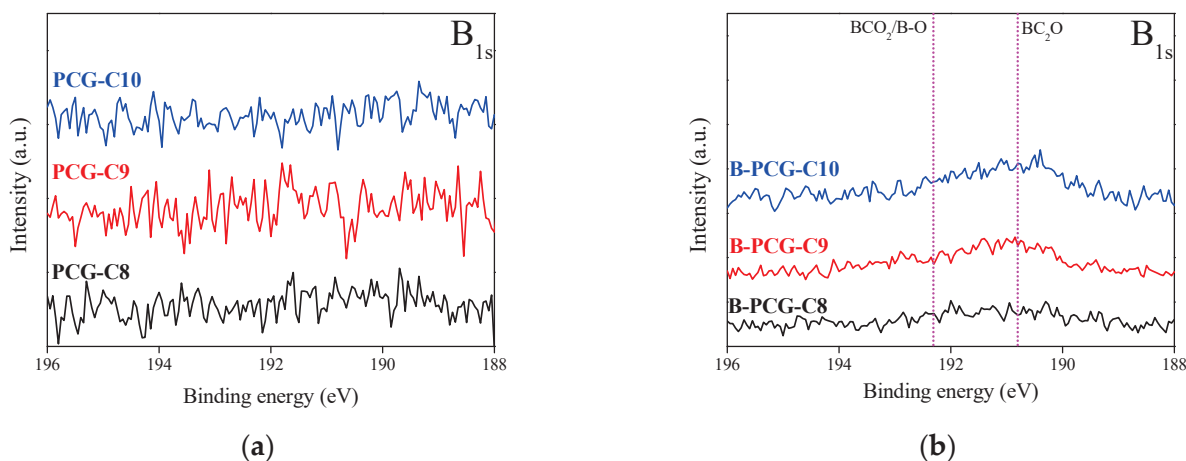 B1s
PCG-C10
PCG-C9
PCG-C8
Intensity (a.u.)
196 194 192 190 188
Binding energy (eV)
(a)
BCO2/B-O
BC2O
B1s
B-PCG-C10
B-PCG-C9
B-PCG-C8
Intensity (a.u.)
196 194 192 190 188
Binding energy (eV)
(b)